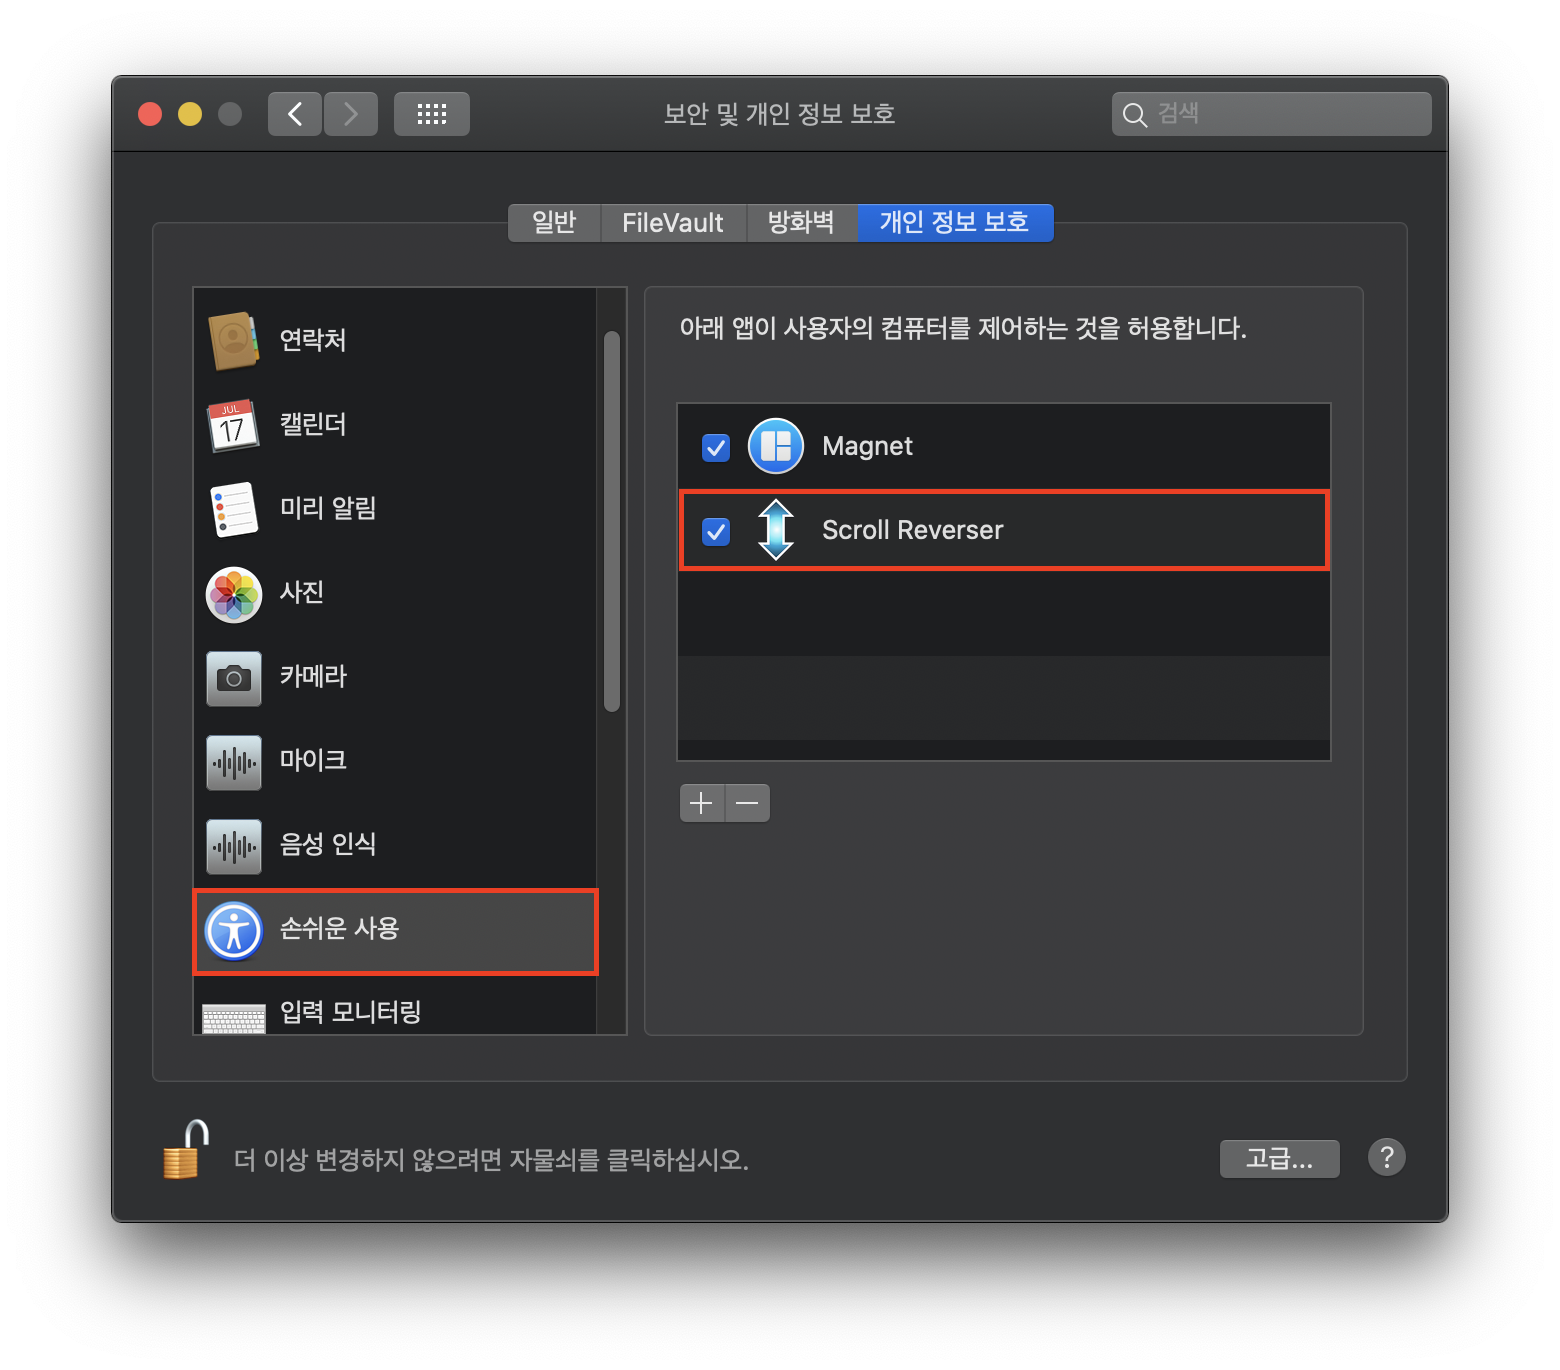 보안 및 개인 정보 보호
검색
일반
FileVault
방화벽
개인 정보 보호
연락처
JUL
17
캘린더
미리 알림
사진
카메라
마이크
음성 인식
손쉬운 사용
입력 모니터링
아래 앱이 사용자의 컴퓨터를 제어하는 것을 허용합니다.
Magnet
Scroll Reverser
더 이상 변경하지 않으려면 자물쇠를 클릭하십시오.
고급...
?